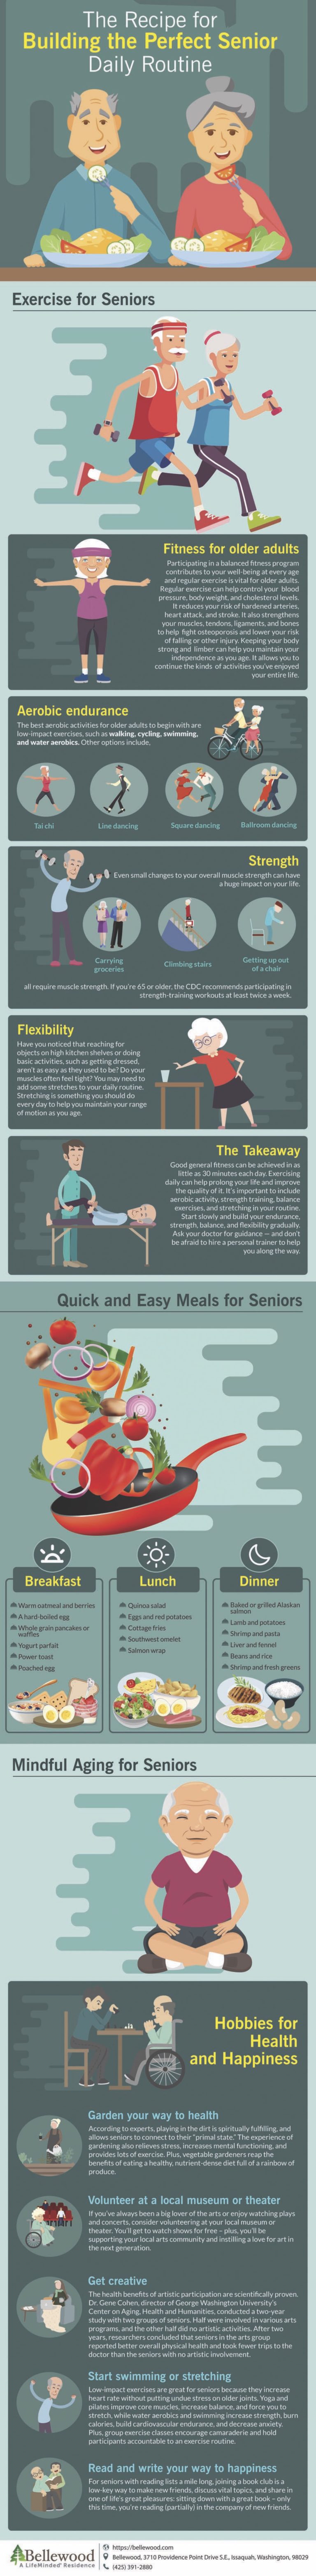 The Recipe for
Building the Perfect Senior
Daily Routine
Exercise for Seniors
Fitness for older adults
Participating in a balanced fitness program
contributes to your well-being at every age
and regular exercise is vital for older adults.
Regular exercise can help control your blood
pressure, body weight, and cholesterol levels.
It reduces your risk of hardened arteries,
heart attack, and stroke. It also strengthens
your muscles, tendons, ligaments, and bones
to help fight osteoporosis and lower your risk
of falling or other injury. Keeping your body
strong and limber can help you maintain your
independence as you age. It allows you to
continue the kinds of activities you've enjoyed
your entire life.
Aerobic endurance
The best aerobic activities for older adults to begin with are
low-impact exercises, such as walking, cycling, swimming,
and water aerobics. Other options include,
Tai chi
Line dancing
Square dancing
Ballroom dancing
Strength
Even small changes to your overall muscle strength can have
a huge impact on your life.
Carrying
groceries
Climbing stairs
Getting up out
of a chair
all require muscle strength. If you're 65 or older, the CDC recommends participating in
strength-training workouts at least twice a week.
Flexibility
Have you noticed that reaching for
objects on high kitchen shelves or doing
basic activities, such as getting dressed,
aren't as easy as they used to be? Do your
muscles often feel tight? You may need to
add some stretches to your daily routine.
Stretching is something you should do
every day to help you maintain your range
of motion as you age.
The Takeaway
Good general fitness can be achieved in as
little as 30 minutes each day. Exercising
daily can help prolong your life and improve
the quality of it. It's important to include
aerobic activity, strength training, balance
exercises, and stretching in your routine.
Start slowly and build your endurance,
strength, balance, and flexibility gradually.
Ask your doctor for guidance — and don't
be afraid to hire a personal trainer to help
you along the way.
Quick and Easy Meals for Seniors
Breakfast
Warm oatmeal and berries
A hard-boiled egg
Whole grain pancakes or
waffles
Yogurt parfait
Power toast
Poached egg
Lunch
Quinoa salad
Eggs and red potatoes
Cottage fries
Southwest omelet
Salmon wrap
Dinner
Baked or grilled Alaskan
salmon
Lamb and potatoes
Shrimp and pasta
Liver and fennel
Beans and rice
Shrimp and fresh greens
Mindful Aging for Seniors
Hobbies for
Health
and Happiness
Garden your way to health
According to experts, playing in the dirt is spiritually fulfilling, and
allows seniors to connect to their "primal state." The experience of
gardening also relieves stress, increases mental functioning, and
provides lots of exercise. Plus, vegetable gardeners reap the
benefits of eating a healthy, nutrient-dense diet full of a rainbow of
produce.
Volunteer at a local museum or theater
If you've always been a big lover of the arts or enjoy watching plays
and concerts, consider volunteering at your local museum or
theater. You'll get to watch shows for free – plus, you'll be
supporting your local arts community and instilling a love for art in
the next generation.
Get creative
The health benefits of artistic participation are scientifically proven.
Dr. Gene Cohen, director of George Washington University's
Center on Aging, Health and Humanities, conducted a two-year
study with two groups of seniors. Half were involved in various arts
programs, and the other half did no artistic activities. After two
years, researchers concluded that seniors in the arts group
reported better overall physical health and took fewer trips to the
doctor than the seniors with no artistic involvement.
Start swimming or stretching
Low-impact exercises are great for seniors because they increase
heart rate without putting undue stress on older joints. Yoga and
pilates improve core muscles, increase balance, and force you to
stretch, while water aerobics and swimming increase strength, burn
calories, build cardiovascular endurance, and decrease anxiety.
Plus, group exercise classes encourage camaraderie and hold
participants accountable to an exercise routine.
Read and write your way to happiness
For seniors with reading lists a mile long, joining a book club is a
low-key way to make new friends, discuss vital topics, and share in
one of life's great pleasures: sitting down with a great book – only
this time, you're reading (partially) in the company of new friends.
Bellewood
A LifeMinded Residence
https://bellewood.com
Bellewood, 3710 Providence Point Drive S.E., Issaquah, Washington, 98029
(425) 391-2880